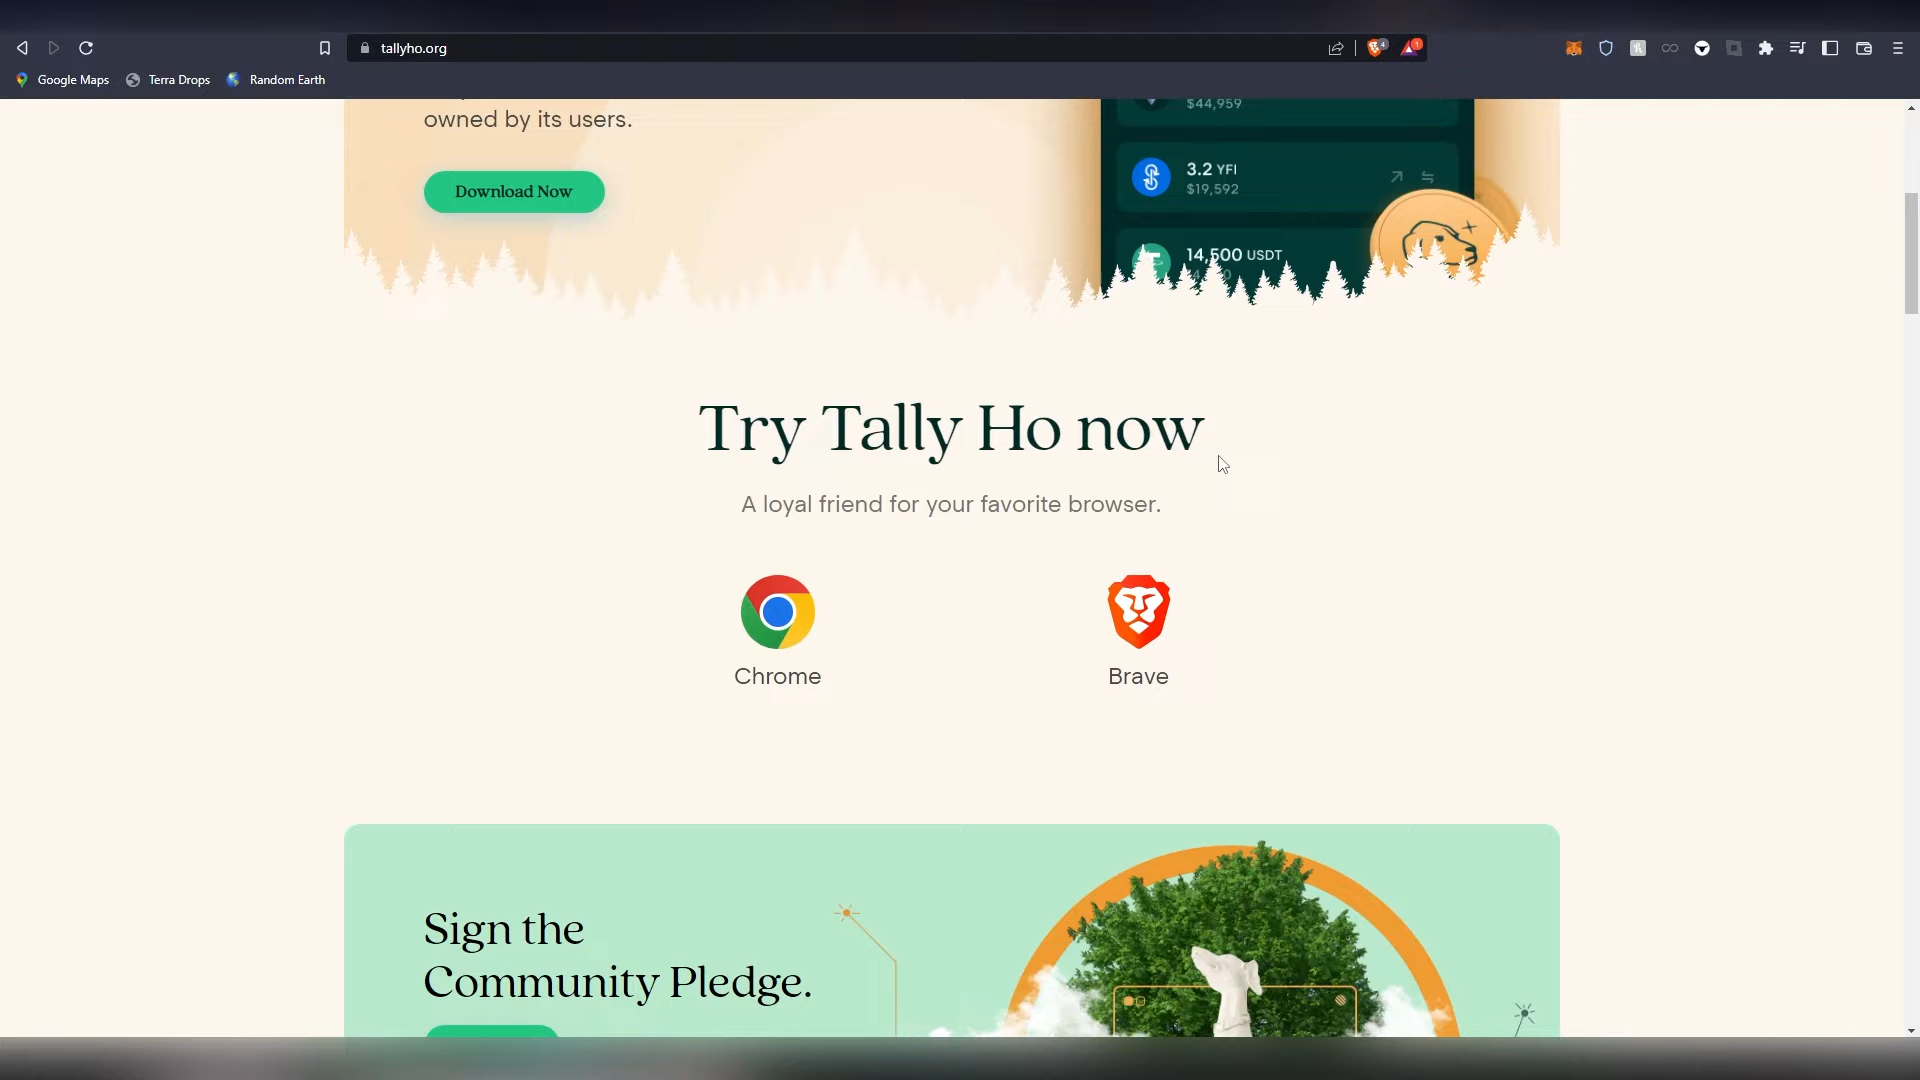 tallyho.org
4
1
Google Maps
Terra Drops
Random Earth
owned by its users.
Download Now
$44,959
3.2 YFI
$19,592
14,500 USDT
Try Tally Ho now
A loyal friend for your favorite browser.
Chrome
Brave
Sign the
Community Pledge.